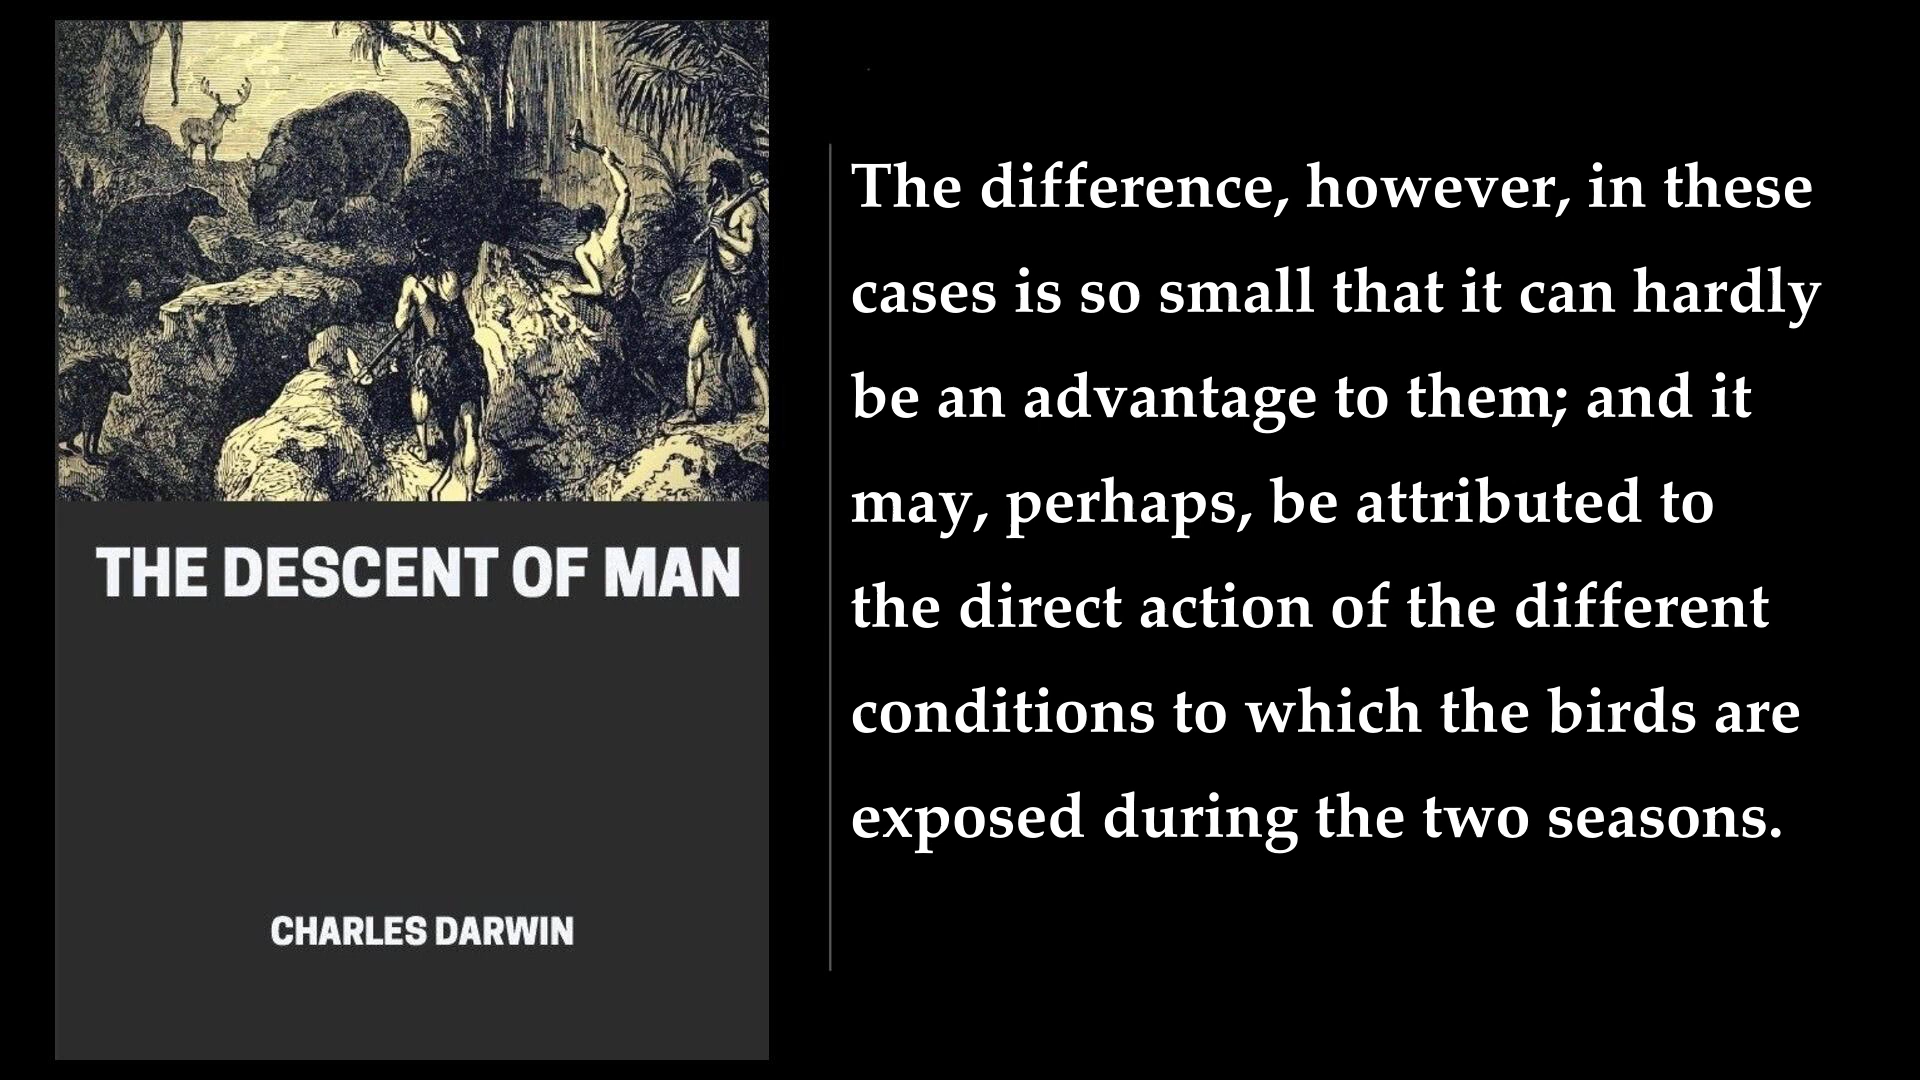 THE DESCENT OF MAN
CHARLES DARWIN
The difference, however, in these
cases is so small that it can hardly
be an advantage to them; and it
may, perhaps, be attributed to
the direct action of the different
conditions to which the birds are
exposed during the two seasons.